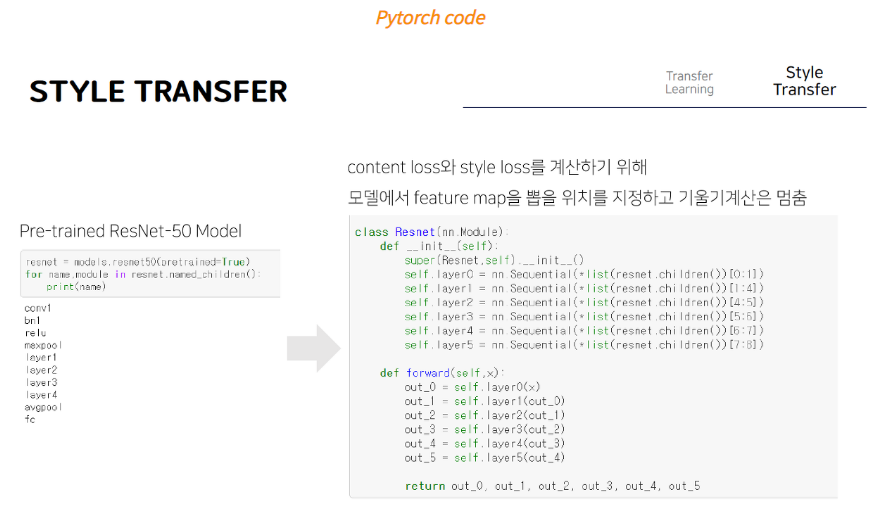 Pytorch code
STYLE TRANSFER
Transfer
Learning
Style
Transfer
content loss와 style loss를 계산하기 위해
모델에서 feature map을 뽑을 위치를 지정하고 기울기계산은 멈춤
Pre-trained ResNet-50 Model
resnet = models.resnet50(pretrained=True)
for name,module in resnet.named_children():
    print(name)
conv1
bn1
relu
maxpool
layer1
layer2
layer3
layer4
avgpool
fc
class Resnet(nn.Module):
    def __init__(self):
        super(Resnet,self).__init__()
        self.layer0 = nn.Sequential(*list(resnet.children())[0:1])
        self.layer1 = nn.Sequential(*list(resnet.children())[1:4])
        self.layer2 = nn.Sequential(*list(resnet.children())[4:5])
        self.layer3 = nn.Sequential(*list(resnet.children())[5:6])
        self.layer4 = nn.Sequential(*list(resnet.children())[6:7])
        self.layer5 = nn.Sequential(*list(resnet.children())[7:8])
    def forward(self,x):
        out_0 = self.layer0(x)
        out_1 = self.layer1(out_0)
        out_2 = self.layer2(out_1)
        out_3 = self.layer3(out_2)
        out_4 = self.layer4(out_3)
        out_5 = self.layer5(out_4)
        return out_0, out_1, out_2, out_3, out_4, out_5